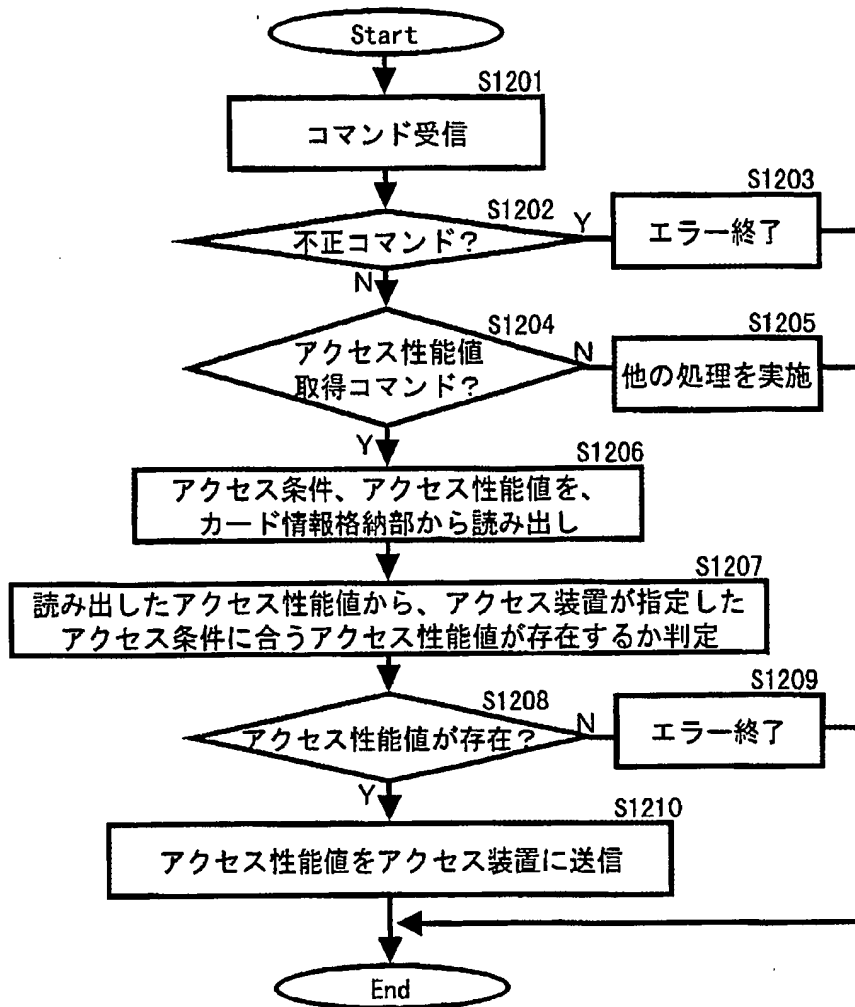 Start
S1201
コマンド受信
S1202
不正コマンド?
Y
S1203
エラー終了
N
S1204
アクセス性能値
取得コマンド?
N
S1205
他の処理を実施
Y
S1206
アクセス条件、アクセス性能値を、
カード情報格納部から読み出し
S1207
読み出したアクセス性能値から、アクセス装置が指定した
アクセス条件に合うアクセス性能値が存在するか判定
S1208
アクセス性能値が存在?
N
S1209
エラー終了
Y
S1210
アクセス性能値をアクセス装置に送信
End